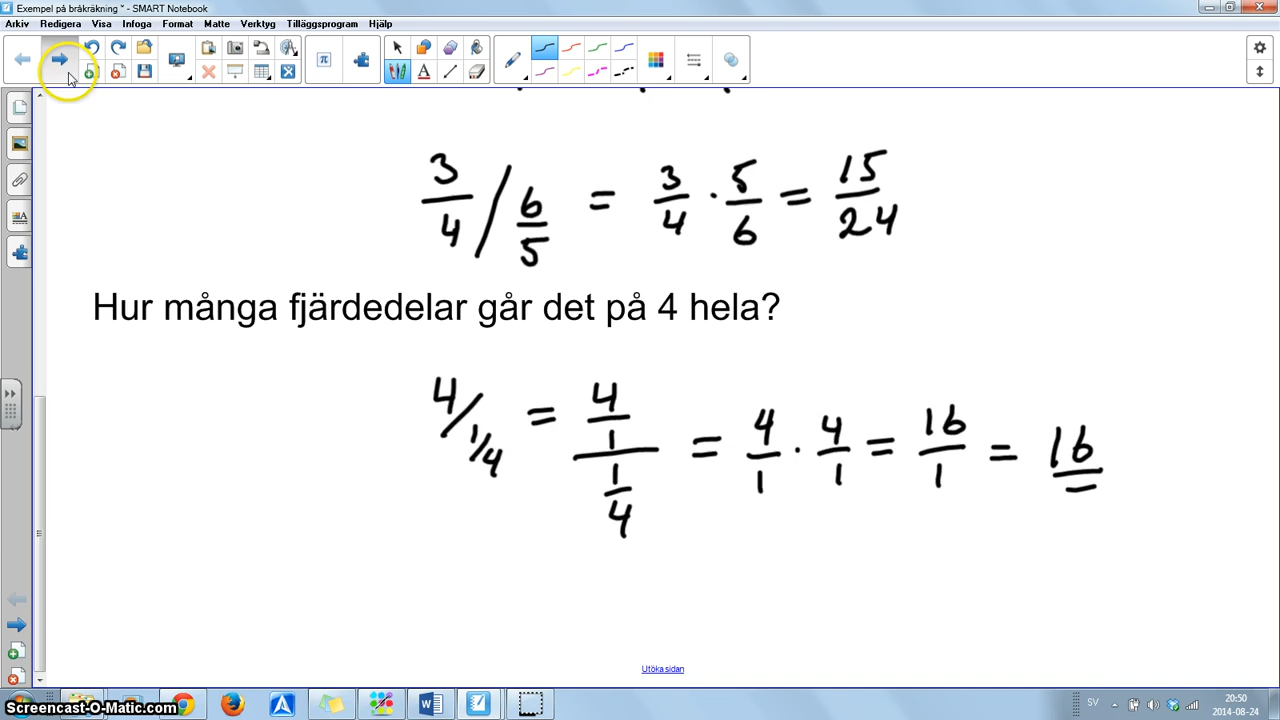 Exempel på bråkräkning * - SMART Notebook
Arkiv Redigera Visa Infoga Format Matte Verktyg Tilläggsprogram Hjälp
3/4 / 6/5 = 3/4 · 5/6 = 15/24
Hur många fjärdedelar går det på 4 hela?
4/1/4 = 4/1 / 1/4 = 4/1 · 4/1 = 16/1 = 16
Utöka sidan
Screencast-O-Matic.com
SV
20:50
2014-08-24